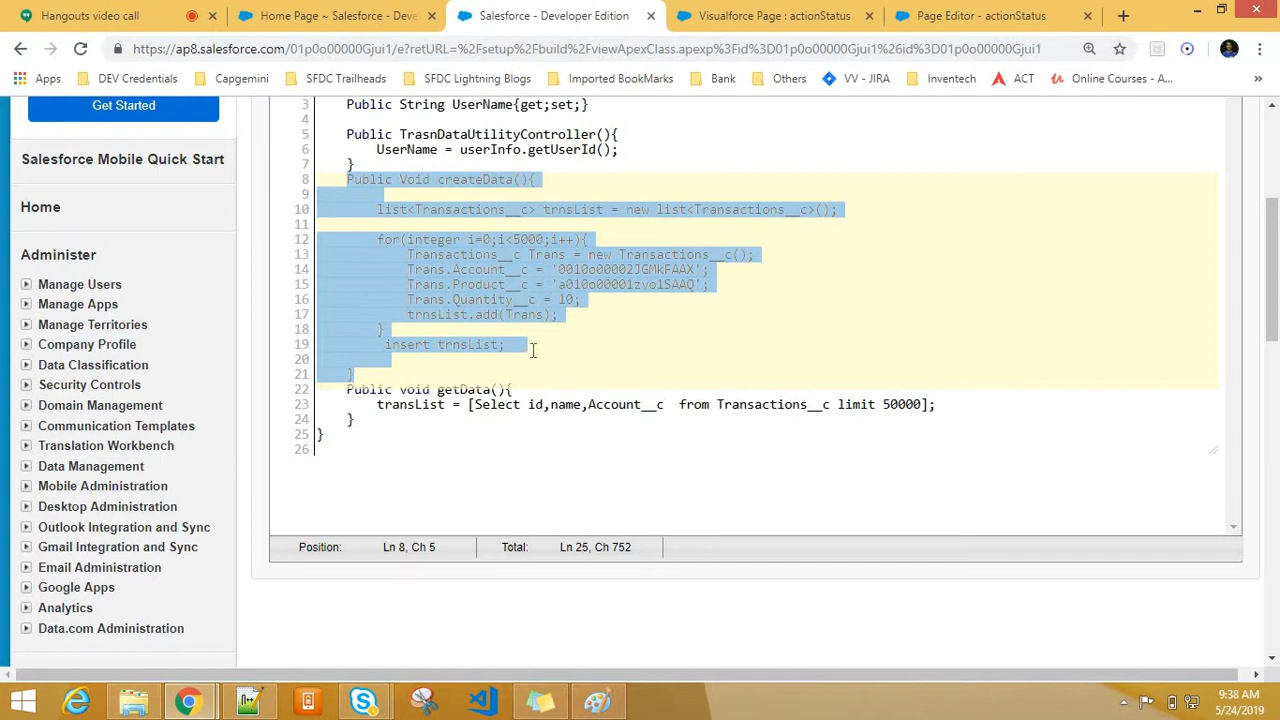 Hangouts video call
Home Page ~ Salesforce - Deve
Salesforce - Developer Edition
Visualforce Page : actionStatus
Page Editor - actionStatus
https://ap8.salesforce.com/01p0o00000Gjui1/e?retURL=%2Fsetup%2Fbuild%2FviewApexClass.apexp%3Fid%3D01p0o00000Gjui1%26id%3D01p0o00000Gjui1
Apps
DEV Credentials
Capgemini
SFDC Trailheads
SFDC Lightning Blogs
Imported BookMarks
Bank
Others
VV - JIRA
Inventech
ACT
Online Courses - A...
»
Get Started
Salesforce Mobile Quick Start
Home
Administer
Manage Users
Manage Apps
Manage Territories
Company Profile
Data Classification
Security Controls
Domain Management
Communication Templates
Translation Workbench
Data Management
Mobile Administration
Desktop Administration
Outlook Integration and Sync
Gmail Integration and Sync
Email Administration
Google Apps
Analytics
Data.com Administration
3 Public String UserName{get;set;}
4
5 Public TrasnDataUtilityController(){
6 UserName = userInfo.getUserId();
7 }
8 Public Void createData(){
9
10 list<Transactions__c> trnsList = new list<Transactions__c>();
11
12 for(integer i=0;i<5000;i++){
13 Transactions__c Trans = new Transactions__c();
14 Trans.Account__c = '0010o00002JGMkFAAX';
15 Trans.Product__c = 'a010o00001zvolSAAQ';
16 Trans.Quantity__c = 10;
17 trnsList.add(Trans);
18 }
19 insert trnsList;
20
21 }
22 Public void getData(){
23 transList = [Select id,name,Account__c from Transactions__c limit 50000];
24 }
25 }
26
Position: Ln 8, Ch 5 Total: Ln 25, Ch 752
9:38 AM
5/24/2019